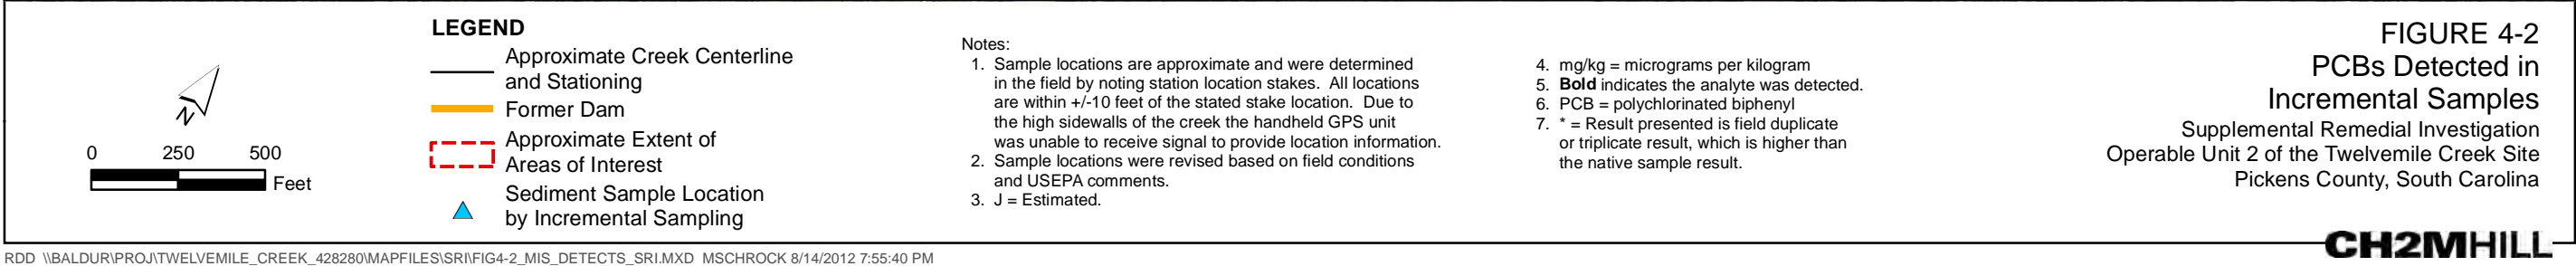 N
0 250 500
Feet
LEGEND
Approximate Creek Centerline
and Stationing
Former Dam
Approximate Extent of
Areas of Interest
Sediment Sample Location
by Incremental Sampling
Notes:
1. Sample locations are approximate and were determined
in the field by noting station location stakes. All locations
are within +/-10 feet of the stated stake location. Due to
the high sidewalls of the creek the handheld GPS unit
was unable to receive signal to provide location information.
2. Sample locations were revised based on field conditions
and USEPA comments.
3. J = Estimated.
4. mg/kg = micrograms per kilogram
5. Bold indicates the analyte was detected.
6. PCB = polychlorinated biphenyl
7. * = Result presented is field duplicate
or triplicate result, which is higher than
the native sample result.
FIGURE 4-2
PCBs Detected in
Incremental Samples
Supplemental Remedial Investigation
Operable Unit 2 of the Twelvemile Creek Site
Pickens County, South Carolina
CH2MHILL
RDD \\BALDUR\PROJ\TWELVEMILE_CREEK_428280\MAPFILES\SRI\FIG4-2_MIS_DETECTS_SRI.MXD MSCHROCK 8/14/2012 7:55:40 PM